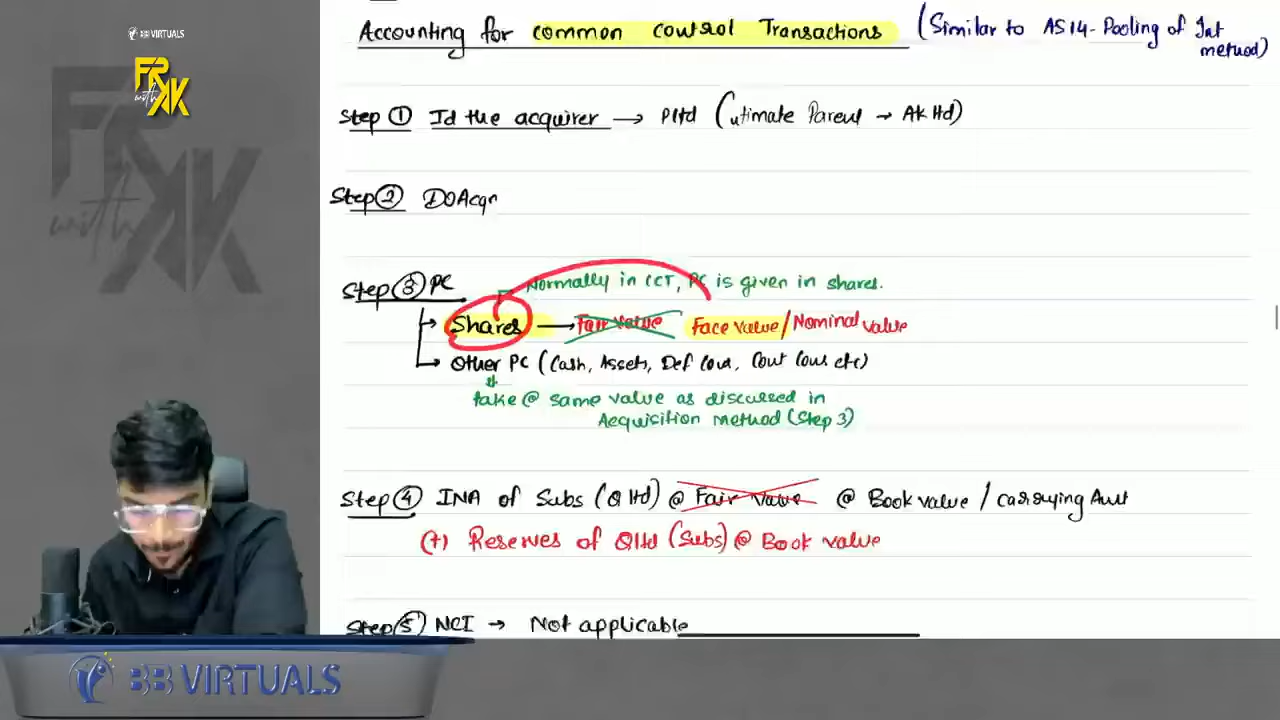 BB VIRTUALS
FR
with AK
FR
with AK
Accounting for common control Transactions (Similar to AS14 - Pooling of Int method)
Step ① Id the acquirer → P ltd (utimate Parent → AK ltd)
Step ② DOAcqn
Step ③ PC
Normally in CCT, PC is given in shares.
Shares → Fair Value Face value / Nominal value
Other PC (Cash, Assets, Def Cons, Cont Cons etc)
take @ same value as discussed in
Acquisition method (Step 3)
Step ④ INA of Subs (Q ltd) @ Fair Value @ Book value / carrying Amt
(+) Reserves of Q ltd (Subs) @ Book value
Step ⑤ NCI → Not applicable
BB VIRTUALS